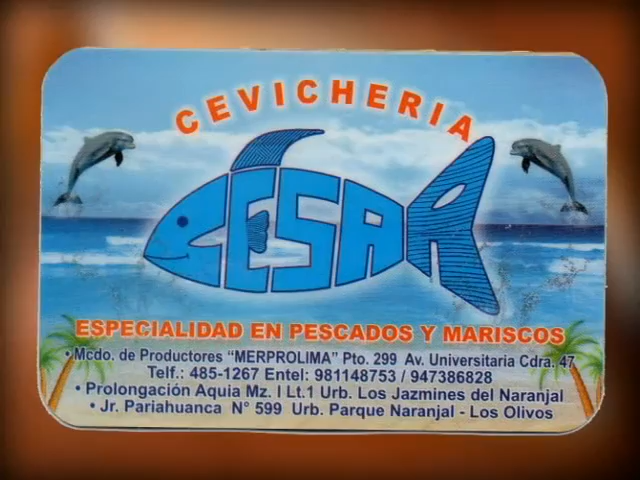 CEVICHERIA
CESAR
ESPECIALIDAD EN PESCADOS Y MARISCOS
• Mcdo. de Productores "MERPROLIMA" Pto. 299 Av. Universitaria Cdra. 47
Telf.: 485-1267 Entel: 981148753 / 947386828
• Prolongación Aquia Mz. I Lt.1 Urb. Los Jazmines del Naranjal
• Jr. Pariahuanca N° 599 Urb. Parque Naranjal - Los Olivos